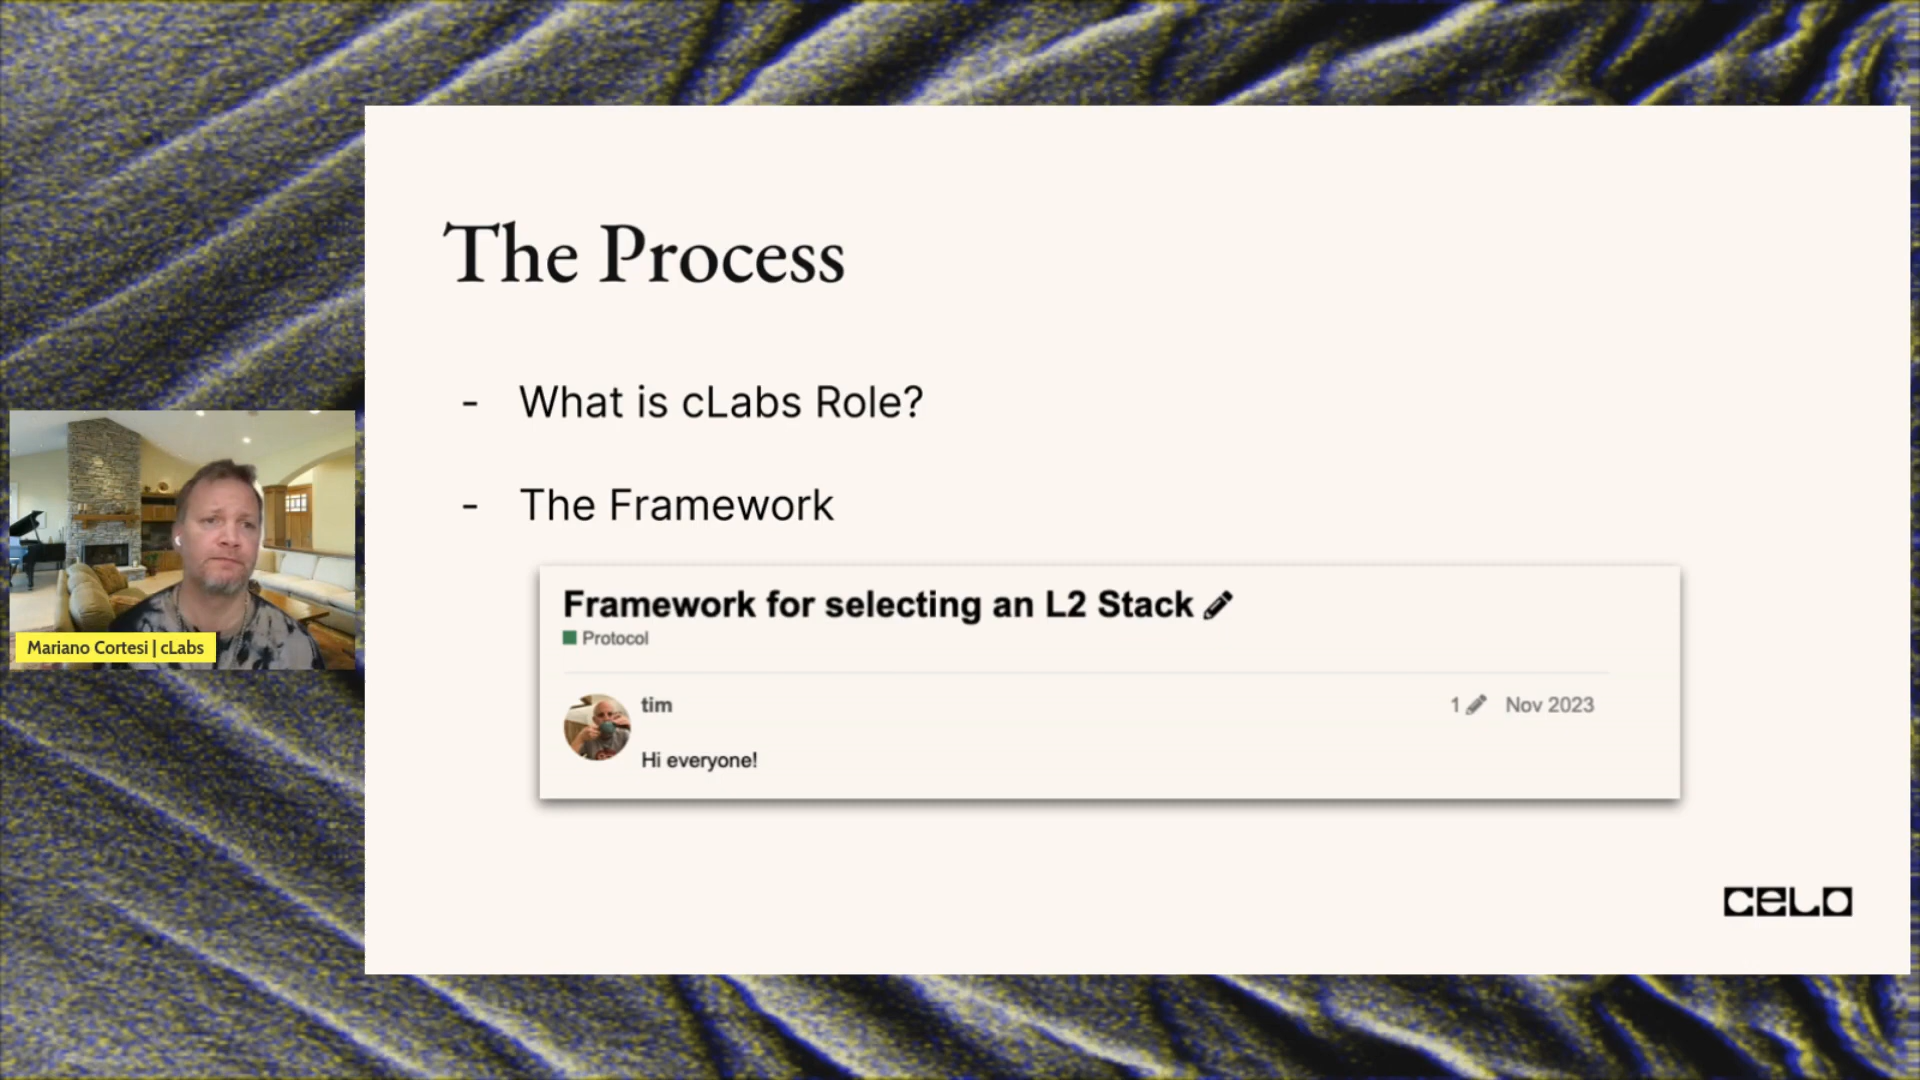 The Process
- What is cLabs Role?
- The Framework
Framework for selecting an L2 Stack
Protocol
tim
1
Nov 2023
Hi everyone!
Mariano Cortesi | cLabs
CELO